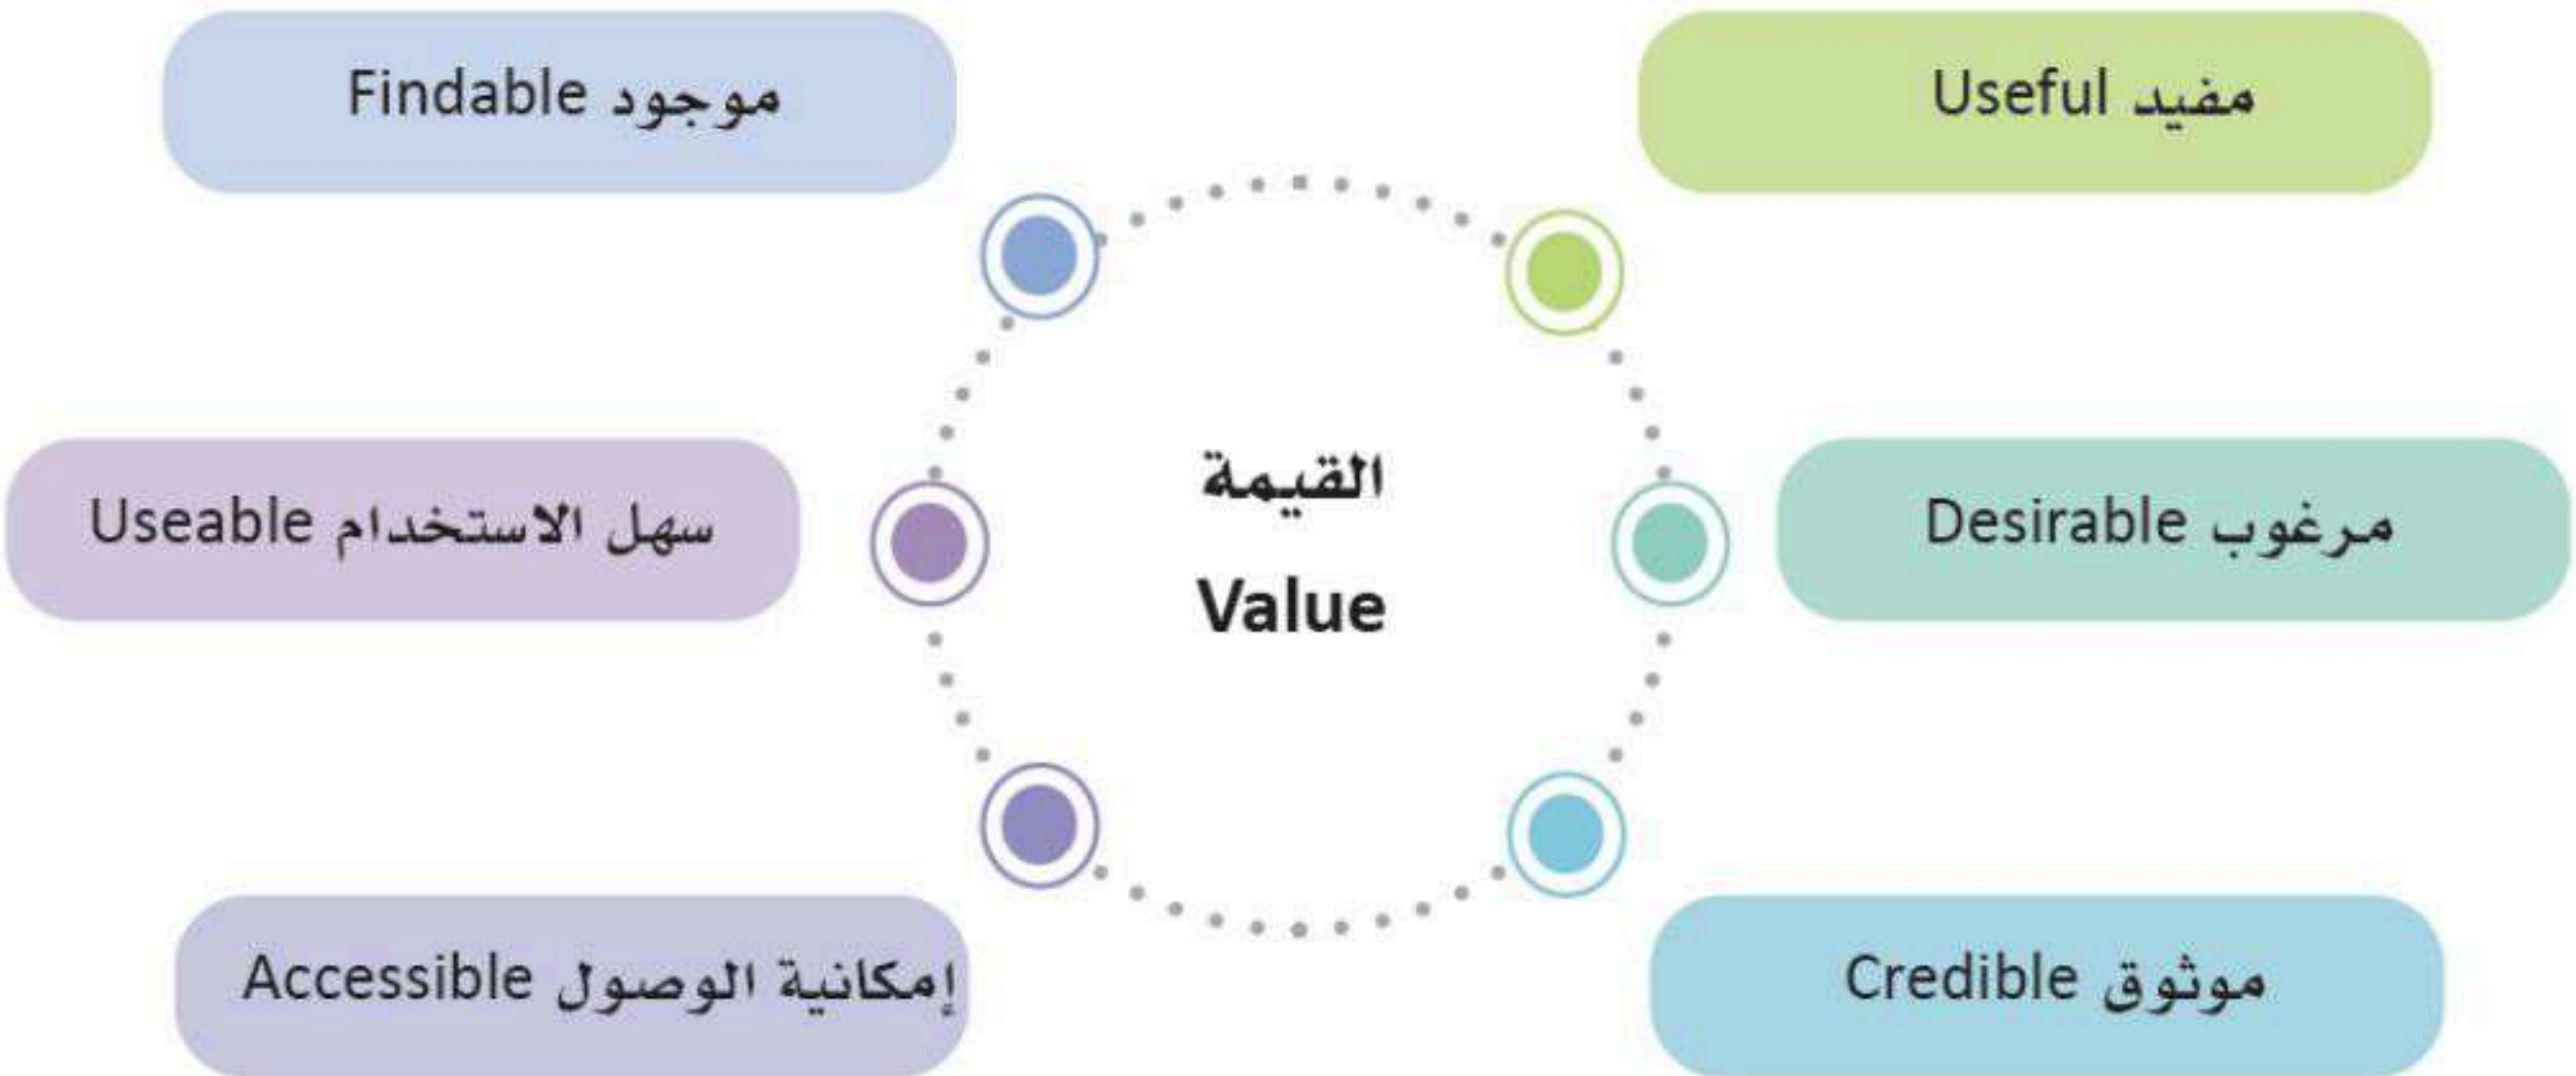 مفيد Useful
موجود Findable
القيمة
Value
مرغوب Desirable
سهل الاستخدام Useable
موثوق Credible
إمكانية الوصول Accessible